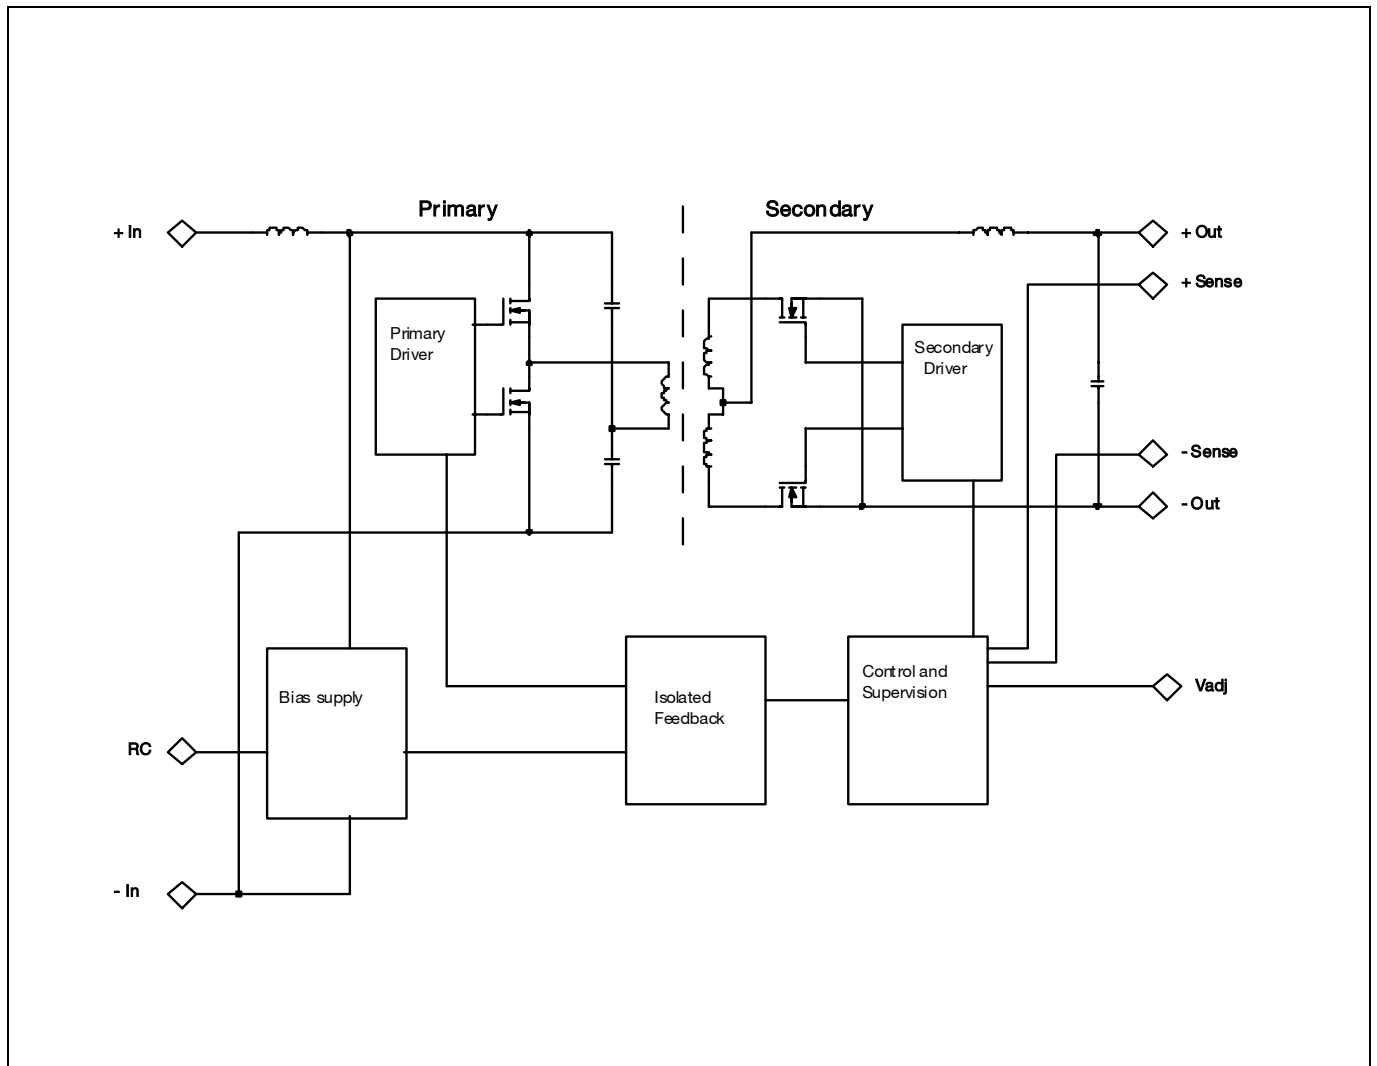 Primary
Secondary
+ In
+ Out
+ Sense
Primary
Driver
Secondary
Driver
- Sense
- Out
Bias supply
Isolated
Feedback
Control and
Supervision
Vadj
RC
- In